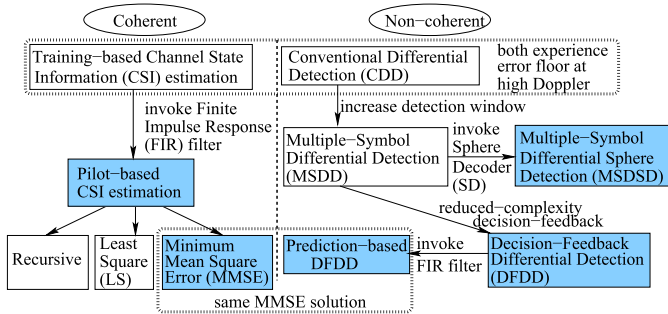 Coherent
Non−coherent
Training−based Channel State
Information (CSI) estimation
Conventional Differential
Detection (CDD)
both experience
error floor at
high Doppler
invoke Finite
Impulse Response
(FIR) filter
increase detection window
Multiple−Symbol
Differential Detection
(MSDD)
invoke
Sphere
Decoder
(SD)
Multiple−Symbol
Differential Sphere
Detection (MSDSD)
Pilot−based
CSI estimation
reduced−complexity
decision−feedback
Recursive
Least
Square
(LS)
Minimum
Mean Square
Error (MMSE)
Prediction−based
DFDD
invoke
FIR filter
Decision−Feedback
Differential Detection
(DFDD)
same MMSE solution